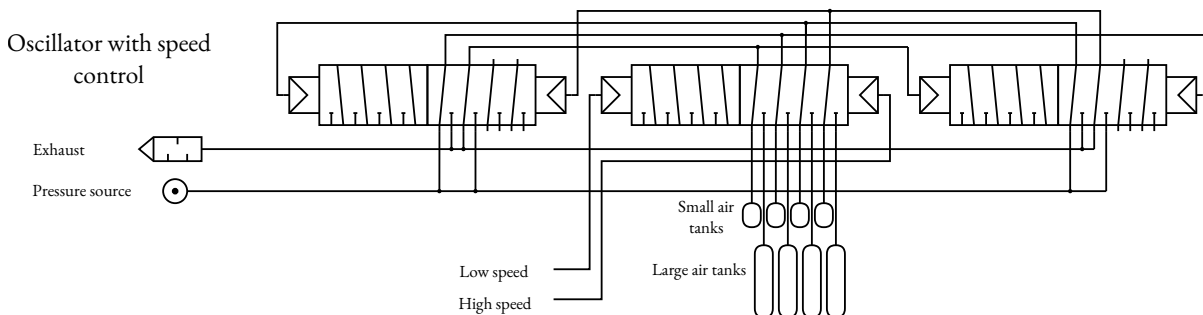 Oscillator with speed
control
Exhaust
Pressure source
Small air
tanks
Low speed
Large air tanks
High speed